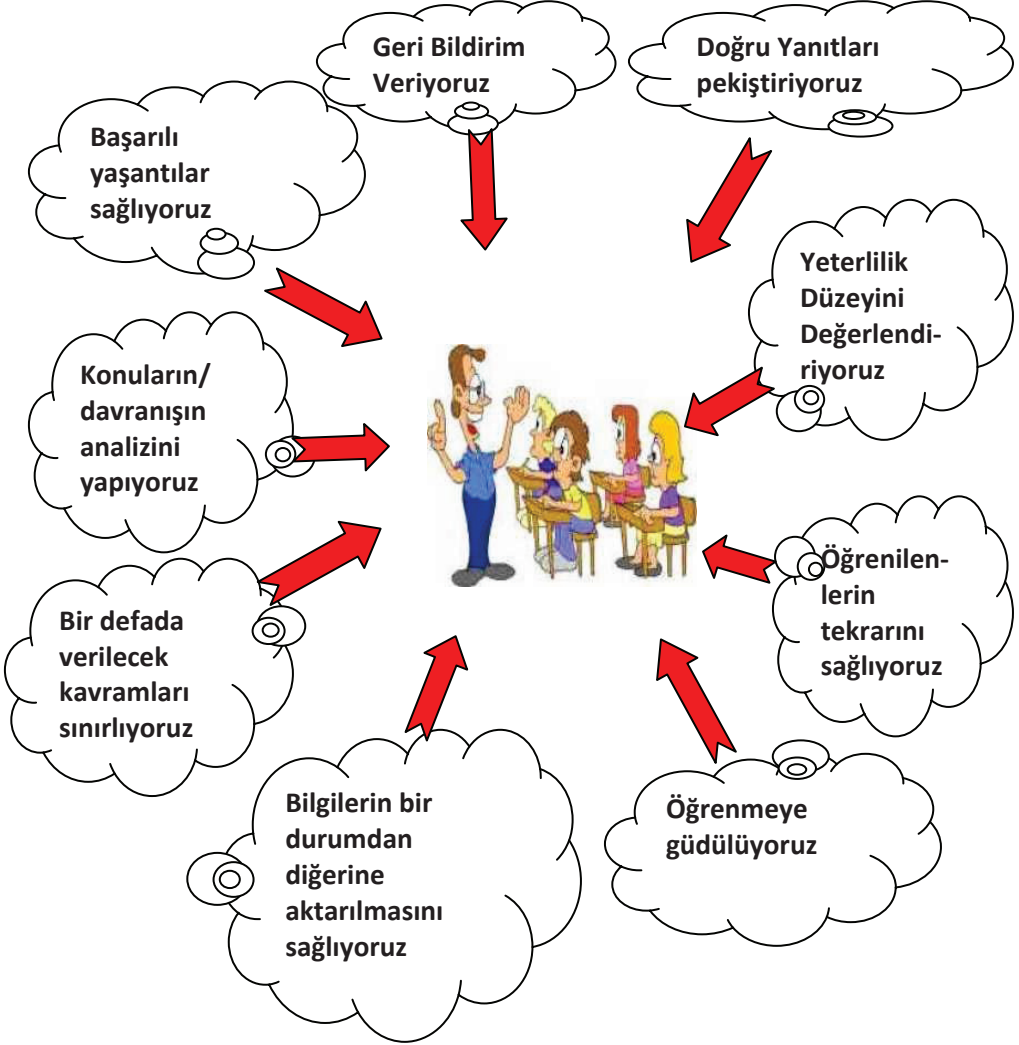 Geri Bildirim
Veriyoruz
Doğru Yanıtları
pekiştiriyoruz
Başarılı
yaşantılar
sağlıyoruz
Yeterlilik
Düzeyini
Değerlendi-
riyoruz
Konuların/
davranışın
analizini
yapıyoruz
Öğrenilen-
lerin
tekrarını
sağlıyoruz
Bir defada
verilecek
kavramları
sınırlıyoruz
Bilgilerin bir
durumdan
diğerine
aktarılmasını
sağlıyoruz
Öğrenmeye
güdülüyoruz